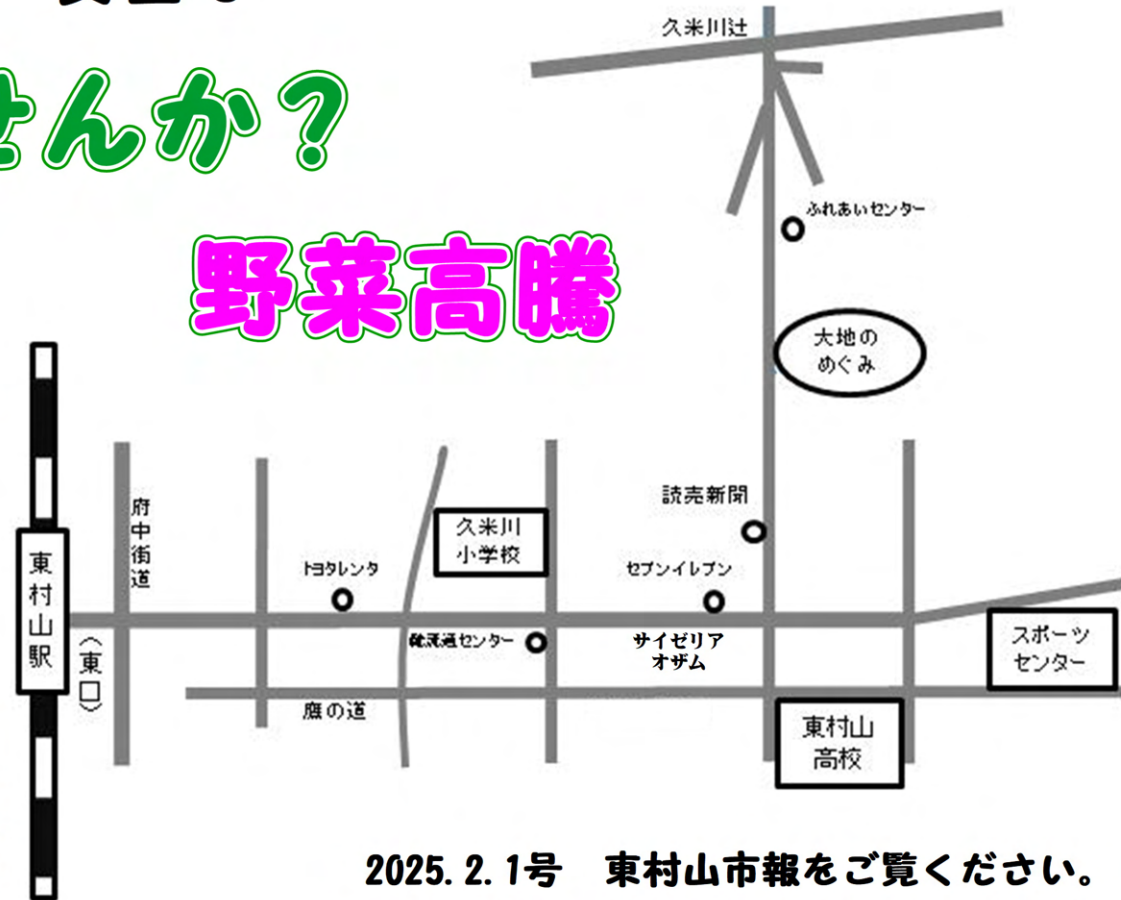 久米川辻
せんか？
ふれあいセンター
野菜高騰
大地の
めぐみ
読売新聞
府中街道
久米川
小学校
トヨタレンタ
セブンイレブン
東村山駅
（東口）
流通センター
サイゼリア
オザム
スポーツ
センター
鷹の道
東村山
高校
2025.2.1号　東村山市報をご覧ください。